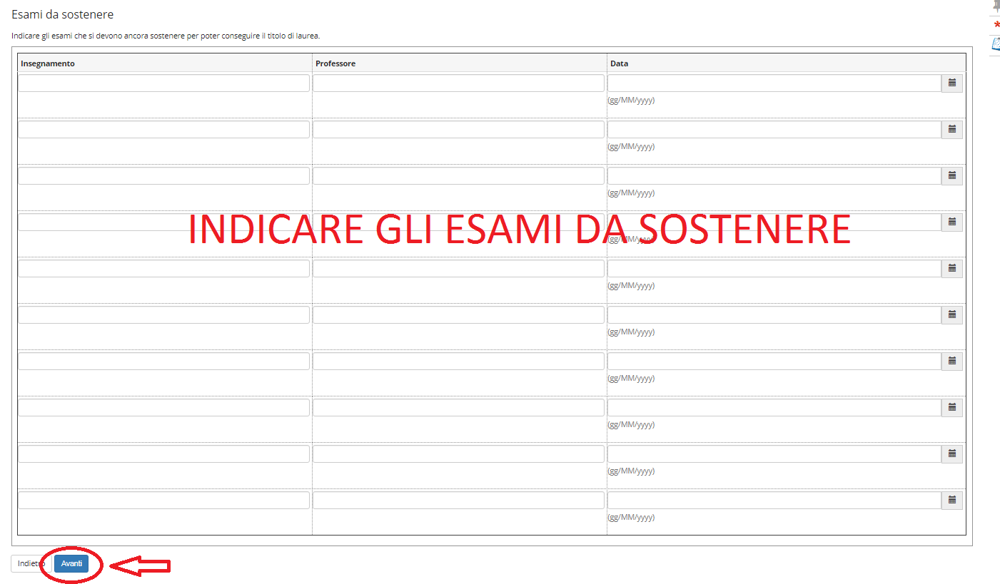 Esami da sostenere
Indicare gli esami che si devono ancora sostenere per poter conseguire il titolo di laurea.
Insegnamento Professore Data
(gg/MM/yyyy)
(gg/MM/yyyy)
(gg/MM/yyyy)
INDICARE GLI ESAMI DA SOSTENERE
(gg/MM/yyyy)
(gg/MM/yyyy)
(gg/MM/yyyy)
(gg/MM/yyyy)
(gg/MM/yyyy)
(gg/MM/yyyy)
(gg/MM/yyyy)
Indietro Avanti